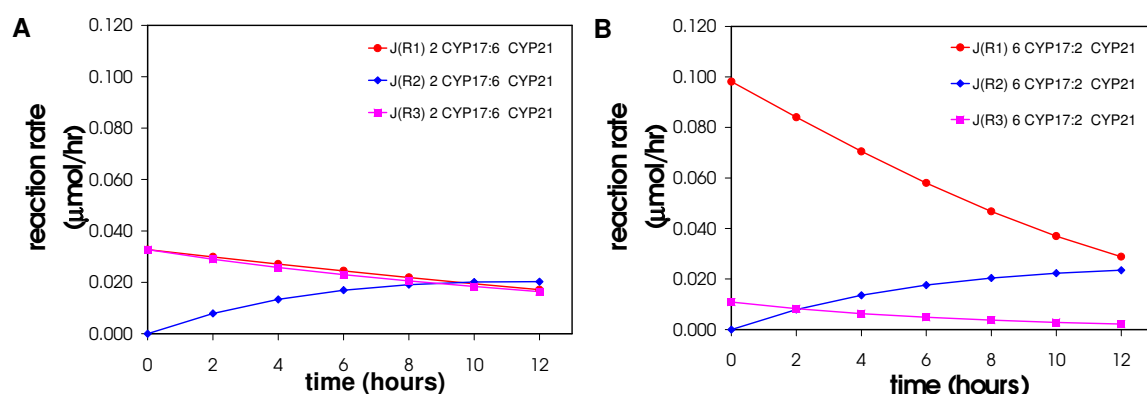 A
0.120
0.100
0.080
0.060
0.040
0.020
0.000
reaction rate
(μmol/hr)
J(R1) 2 CYP17:6 CYP21
J(R2) 2 CYP17:6 CYP21
J(R3) 2 CYP17:6 CYP21
0 2 4 6 8 10 12
time (hours)
B
0.120
0.100
0.080
0.060
0.040
0.020
0.000
reaction rate
(μmol/hr)
J(R1) 6 CYP17:2 CYP21
J(R2) 6 CYP17:2 CYP21
J(R3) 6 CYP17:2 CYP21
0 2 4 6 8 10 12
time (hours)